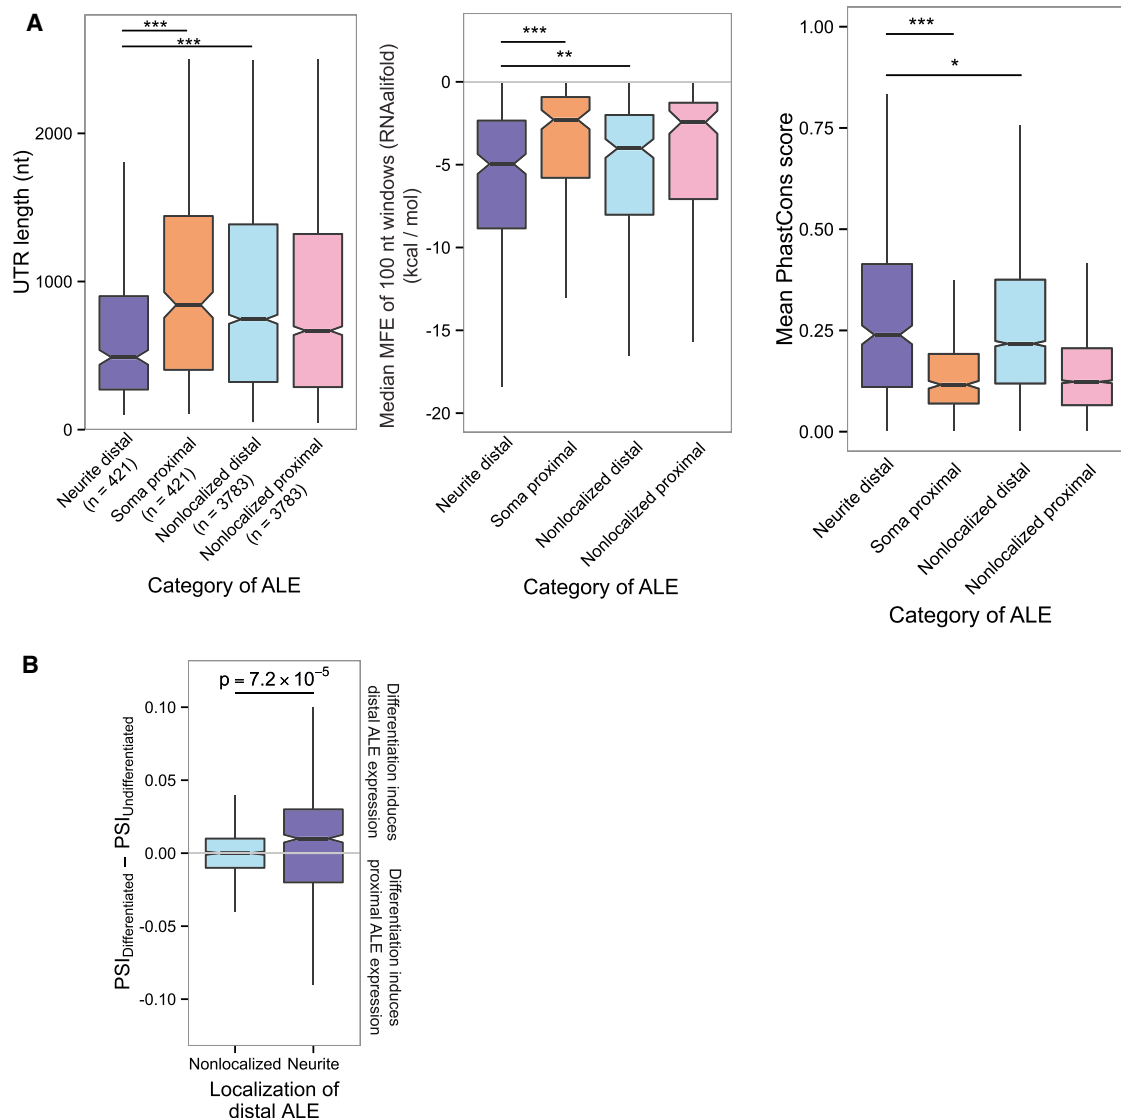 A
UTR length (nt)
2000
1000
0
***
***
Neurite distal
(n = 421)
Soma proximal
(n = 421)
Nonlocalized distal
(n = 3783)
Nonlocalized proximal
(n = 3783)
Category of ALE
Median MFE of 100 nt windows (RNAalifold)
(kcal / mol)
0
-5
-10
-15
-20
***
**
Neurite distal
Soma proximal
Nonlocalized distal
Nonlocalized proximal
Category of ALE
Mean PhastCons score
1.00
0.75
0.50
0.25
0.00
***
*
Neurite distal
Soma proximal
Nonlocalized distal
Nonlocalized proximal
Category of ALE
B
PSIDifferentiated – PSIUndifferentiated
0.10
0.05
0.00
-0.05
-0.10
p = 7.2 × 10⁻⁵
Differentiation induces
distal ALE expression
Differentiation induces
proximal ALE expression
Nonlocalized Neurite
Localization of
distal ALE